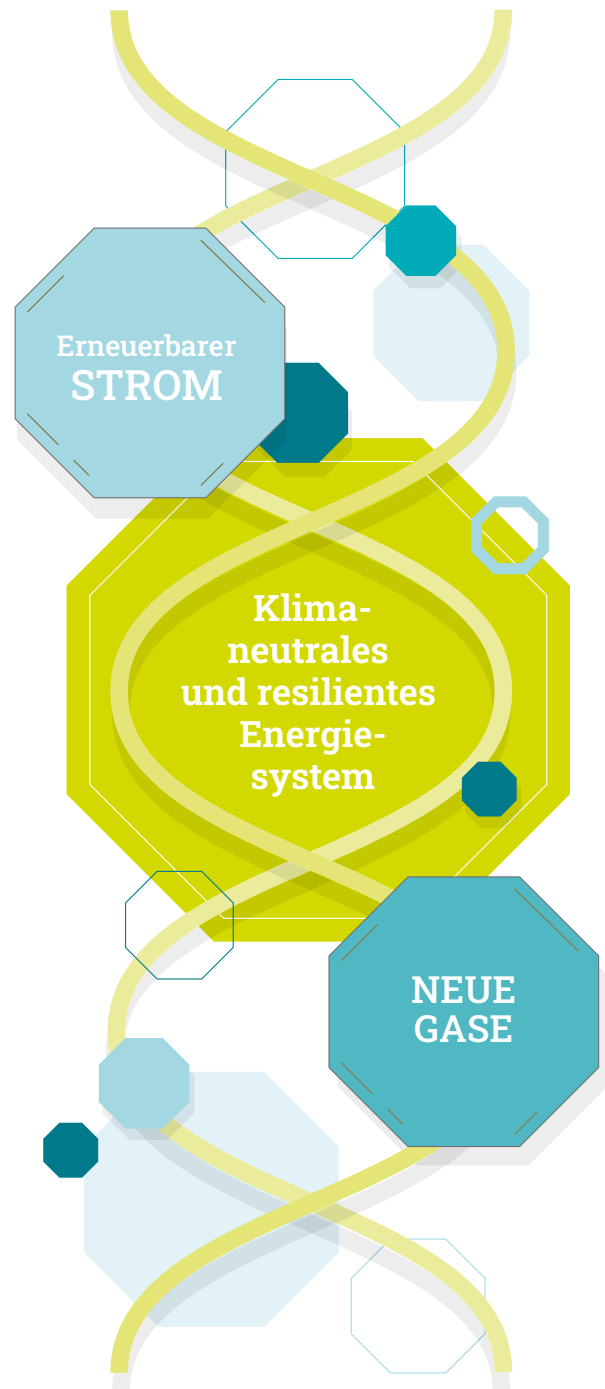 Erneuerbarer
STROM
Klima-
neutrales
und resilientes
Energie-
system
NEUE
GASE